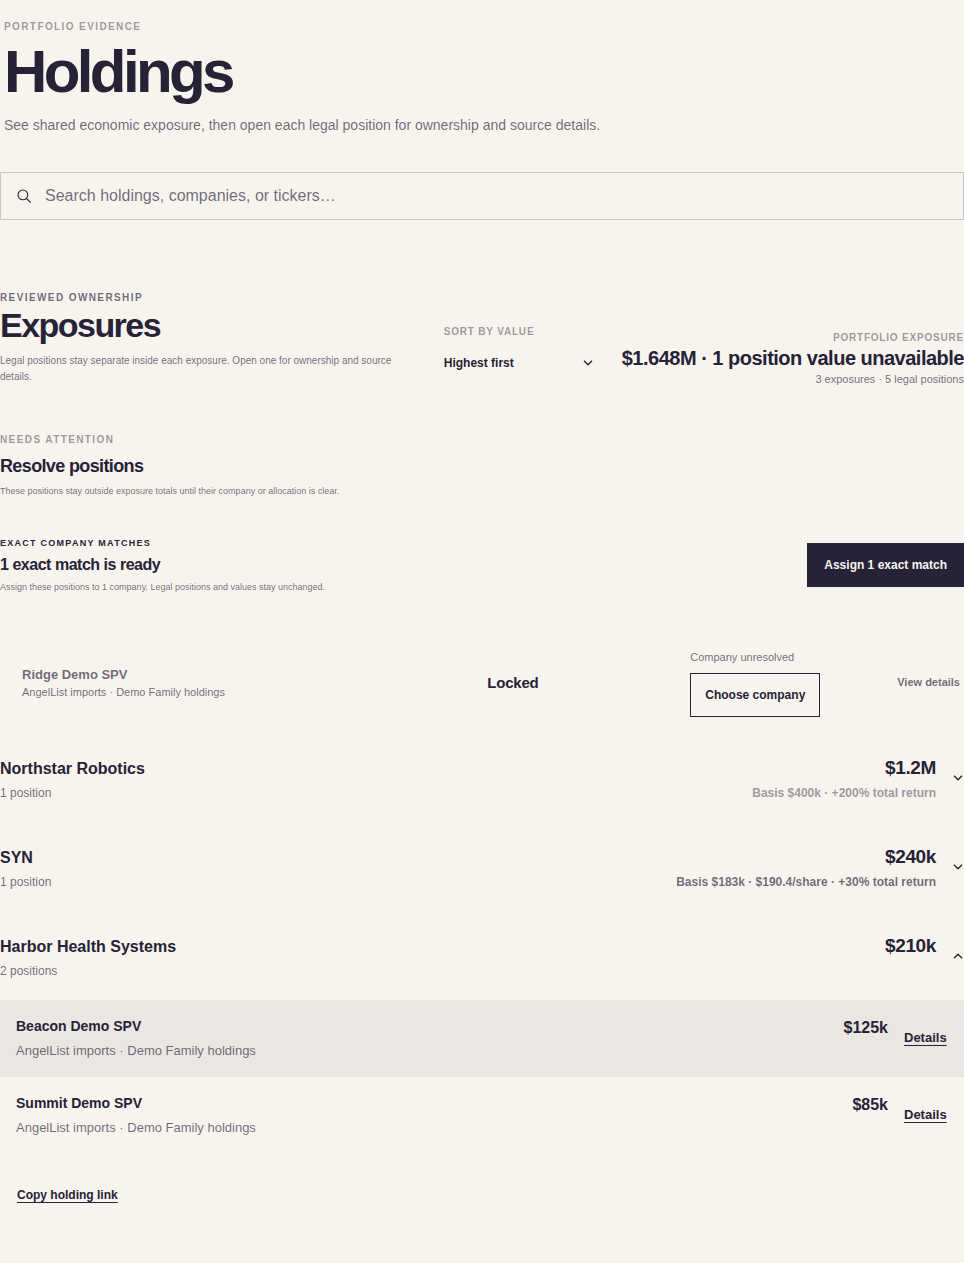 PORTFOLIO EVIDENCE
Holdings
See shared economic exposure, then open each legal position for ownership and source details.
Search holdings, companies, or tickers…
REVIEWED OWNERSHIP
Exposures
Legal positions stay separate inside each exposure. Open one for ownership and source
details.
SORT BY VALUE
Highest first
PORTFOLIO EXPOSURE
$1.648M · 1 position value unavailable
3 exposures · 5 legal positions
NEEDS ATTENTION
Resolve positions
These positions stay outside exposure totals until their company or allocation is clear.
EXACT COMPANY MATCHES
1 exact match is ready
Assign these positions to 1 company. Legal positions and values stay unchanged.
Assign 1 exact match
Ridge Demo SPV
AngelList imports · Demo Family holdings
Locked
Company unresolved
Choose company
View details
Northstar Robotics
1 position
$1.2M
Basis $400k · +200% total return
SYN
1 position
$240k
Basis $183k · $190.4/share · +30% total return
Harbor Health Systems
2 positions
$210k
Beacon Demo SPV
AngelList imports · Demo Family holdings
$125k
Details
Summit Demo SPV
AngelList imports · Demo Family holdings
$85k
Details
Copy holding link